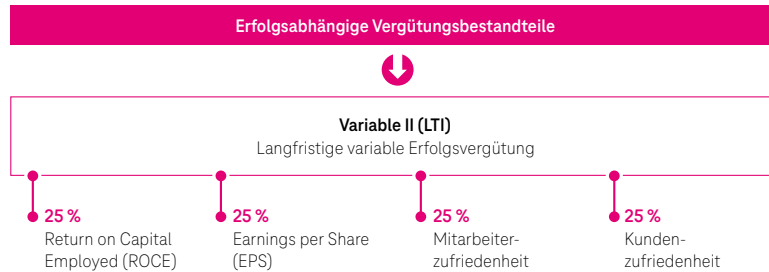 Erfolgsabhängige Vergütungsbestandteile
Variable II (LTI)
Langfristige variable Erfolgsvergütung
25 %
Return on Capital
Employed (ROCE)
25 %
Earnings per Share
(EPS)
25 %
Mitarbeiter-
zufriedenheit
25 %
Kunden-
zufriedenheit